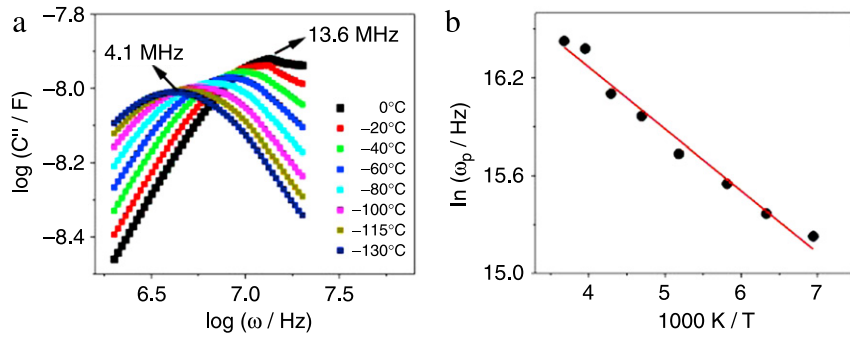 a
−7.8
−8.0
−8.2
−8.4
log (C'' / F)
4.1 MHz
13.6 MHz
0°C
−20°C
−40°C
−60°C
−80°C
−100°C
−115°C
−130°C
6.5 7.0 7.5
log (ω / Hz)
b
16.2
15.6
15.0
ln (ωp / Hz)
4 5 6 7
1000 K / T